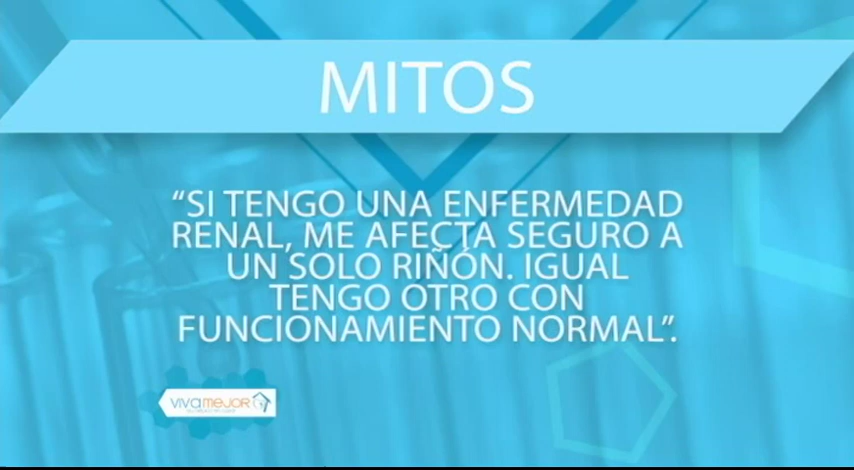 MITOS
“SI TENGO UNA ENFERMEDAD
RENAL, ME AFECTA SEGURO A
UN SOLO RIÑÓN. IGUAL
TENGO OTRO CON
FUNCIONAMIENTO NORMAL”.
vivamejor